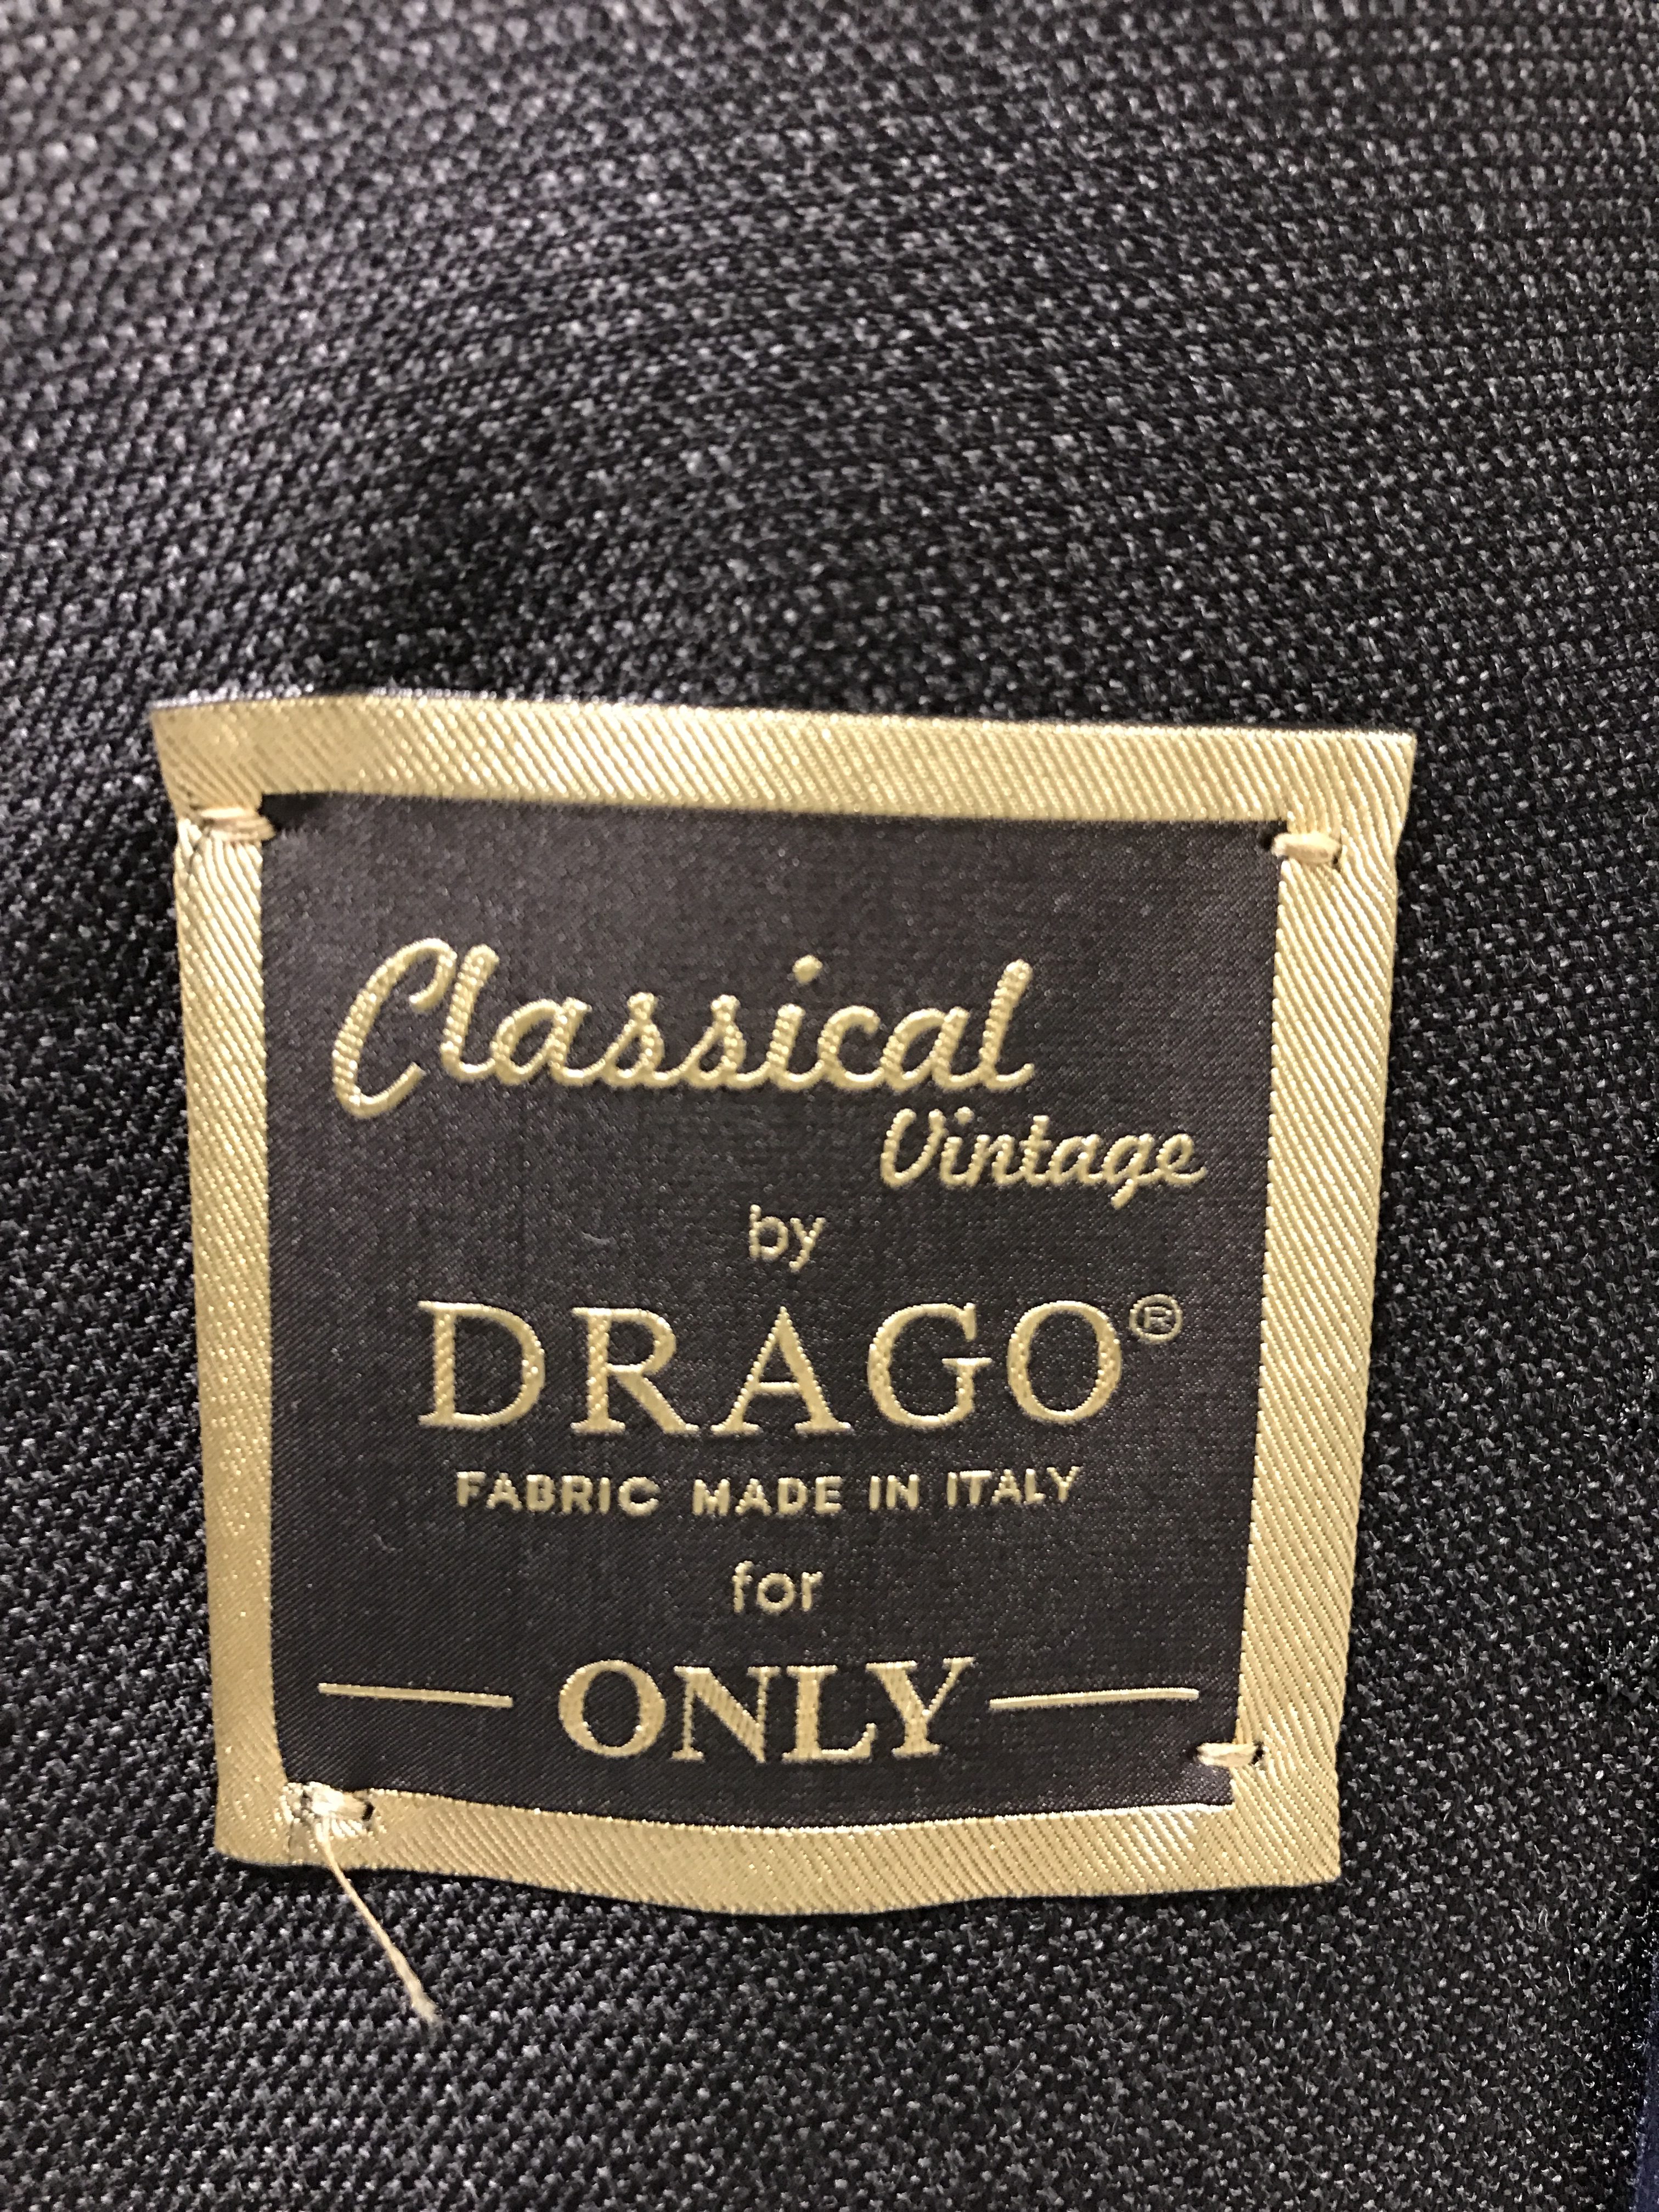 Classical
Vintage
by
DRAGO®
FABRIC MADE IN ITALY
for
ONLY